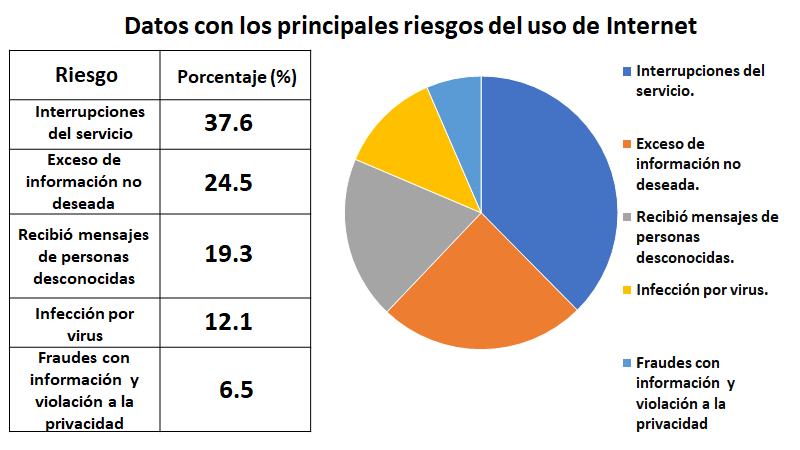 Datos con los principales riesgos del uso de Internet
Riesgo
Porcentaje (%)
Interrupciones
del servicio
37.6
Exceso de
información no
deseada
24.5
Recibió mensajes
de personas
desconocidas
19.3
Infección por
virus
12.1
Fraudes con
información y
violación a la
privacidad
6.5
Interrupciones del
servicio.
Exceso de
información no
deseada.
Recibió mensajes de
personas
desconocidas.
Infección por virus.
Fraudes con
información y
violación a la
privacidad